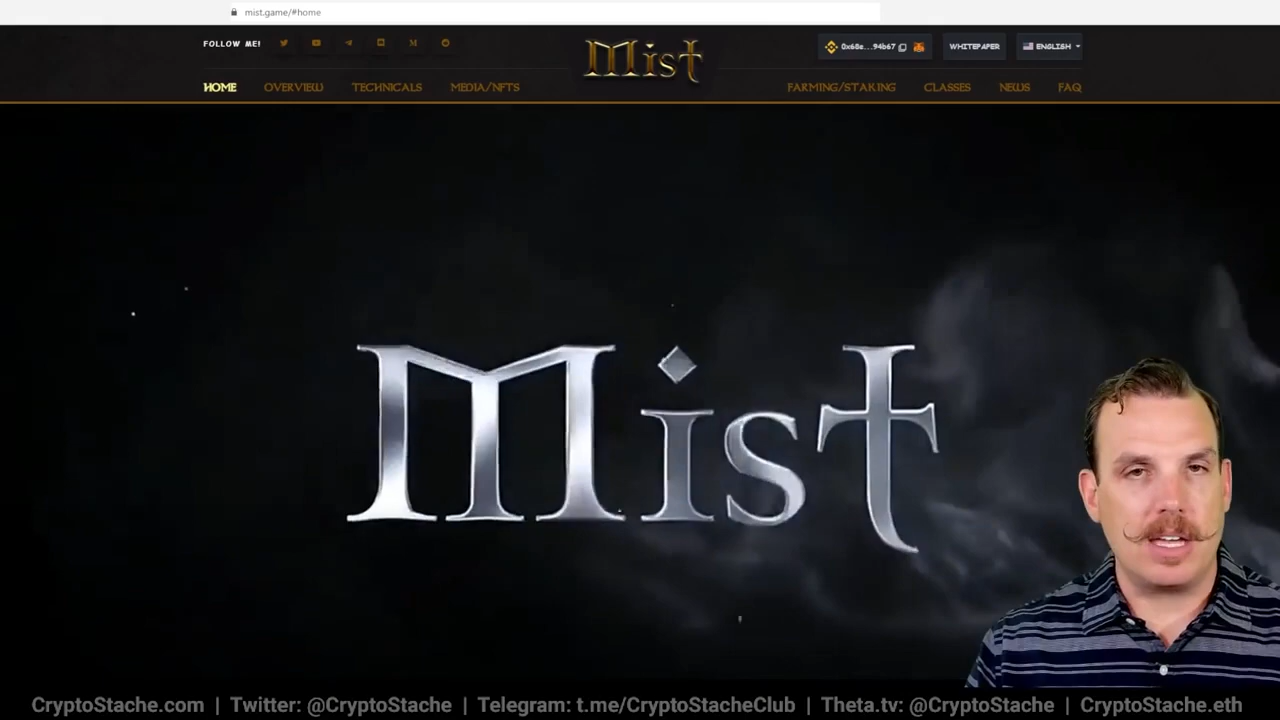 mist.game/#home
FOLLOW ME!
Mist
0x68e...94b67
WHITEPAPER
ENGLISH
HOME OVERVIEW TECHNICALS MEDIA/NFTS
FARMING/STAKING CLASSES NEWS FAQ
Mist
CryptoStache.com | Twitter: @CryptoStache | Telegram: t.me/CryptoStacheClub | Theta.tv: @CryptoStache | CryptoStache.eth